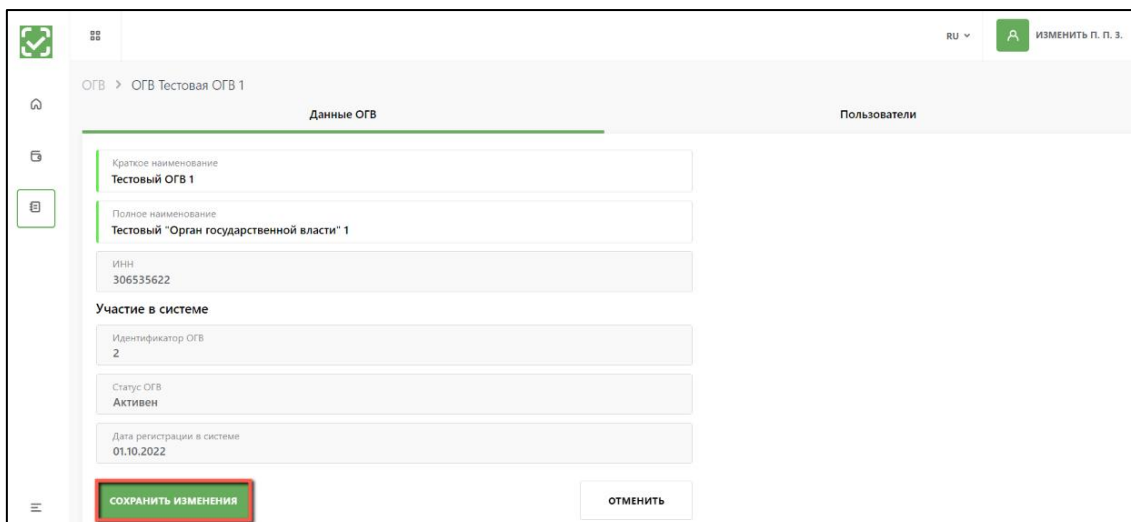 RU
ИЗМЕНИТЬ П. П. З.
ОГВ > ОГВ Тестовая ОГВ 1
Данные ОГВ
Пользователи
Краткое наименование
Тестовый ОГВ 1
Полное наименование
Тестовый "Орган государственной власти" 1
ИНН
306535622
Участие в системе
Идентификатор ОГВ
2
Статус ОГВ
Активен
Дата регистрации в системе
01.10.2022
СОХРАНИТЬ ИЗМЕНЕНИЯ
ОТМЕНИТЬ